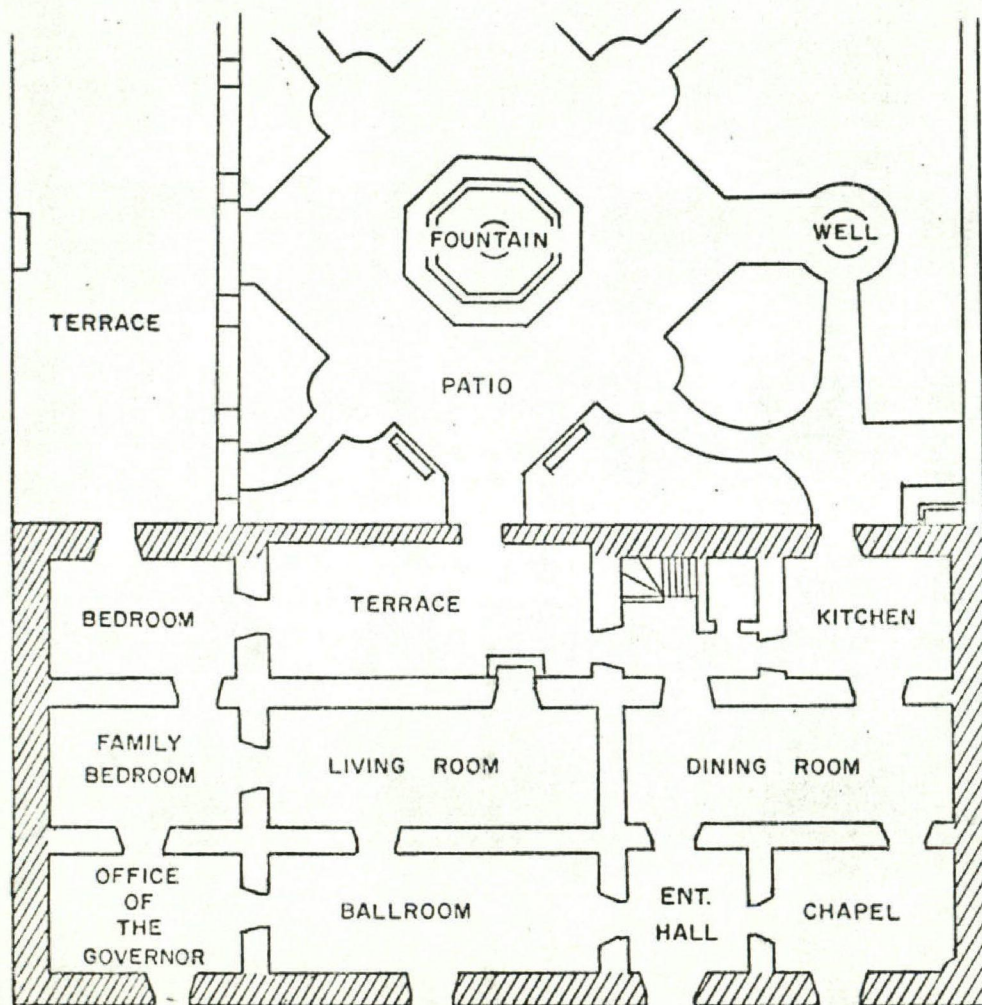 FOUNTAIN
WELL
TERRACE
PATIO
BEDROOM
TERRACE
KITCHEN
FAMILY
BEDROOM
LIVING ROOM
DINING ROOM
OFFICE
OF
THE
GOVERNOR
BALLROOM
ENT.
HALL
CHAPEL